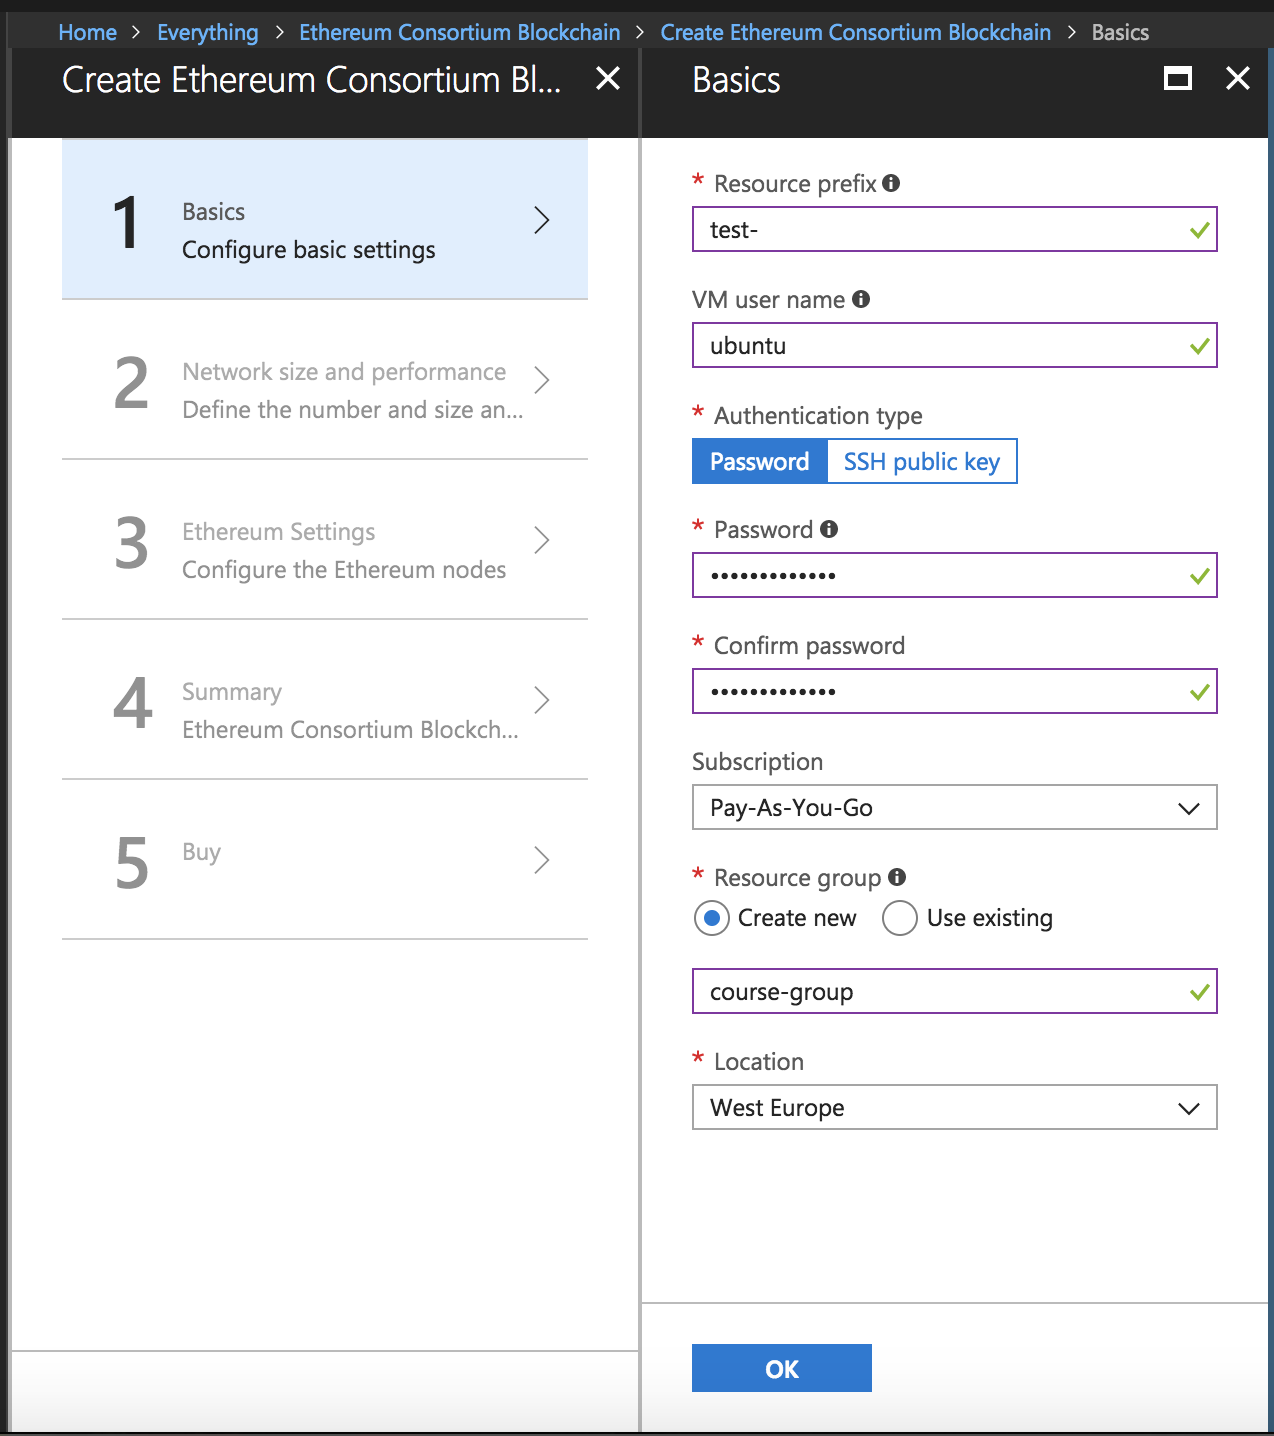 Home > Everything > Ethereum Consortium Blockchain > Create Ethereum Consortium Blockchain > Basics
Create Ethereum Consortium Bl...
1
Basics
Configure basic settings
2
Network size and performance
Define the number and size an...
3
Ethereum Settings
Configure the Ethereum nodes
4
Summary
Ethereum Consortium Blockch...
5
Buy
Basics
* Resource prefix
test-
VM user name
ubuntu
* Authentication type
Password SSH public key
* Password
•••••••••••••
* Confirm password
•••••••••••••
Subscription
Pay-As-You-Go
* Resource group
Create new Use existing
course-group
* Location
West Europe
OK